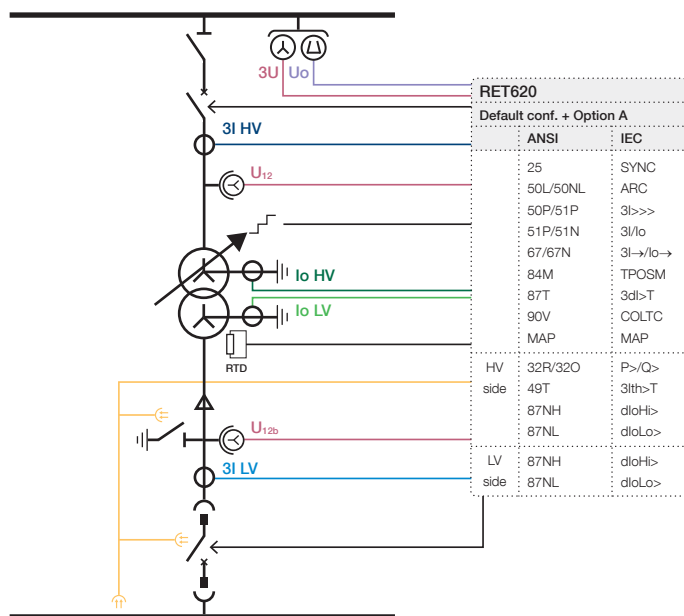 3U Uo
RET620
Default conf. + Option A
3I HV
ANSI IEC
U12
25 SYNC
50L/50NL ARC
50P/51P 3I>>>
51P/51N 3I/Io
67/67N 3I→/Io→
84M TPOSM
87T 3dI>T
90V COLTC
MAP MAP
Io HV
Io LV
RTD
HV side
32R/32O P>/Q>
49T 3Ith>T
87NH dIoHi>
87NL dIoLo>
U12b
LV side
87NH dIoHi>
87NL dIoLo>
3I LV